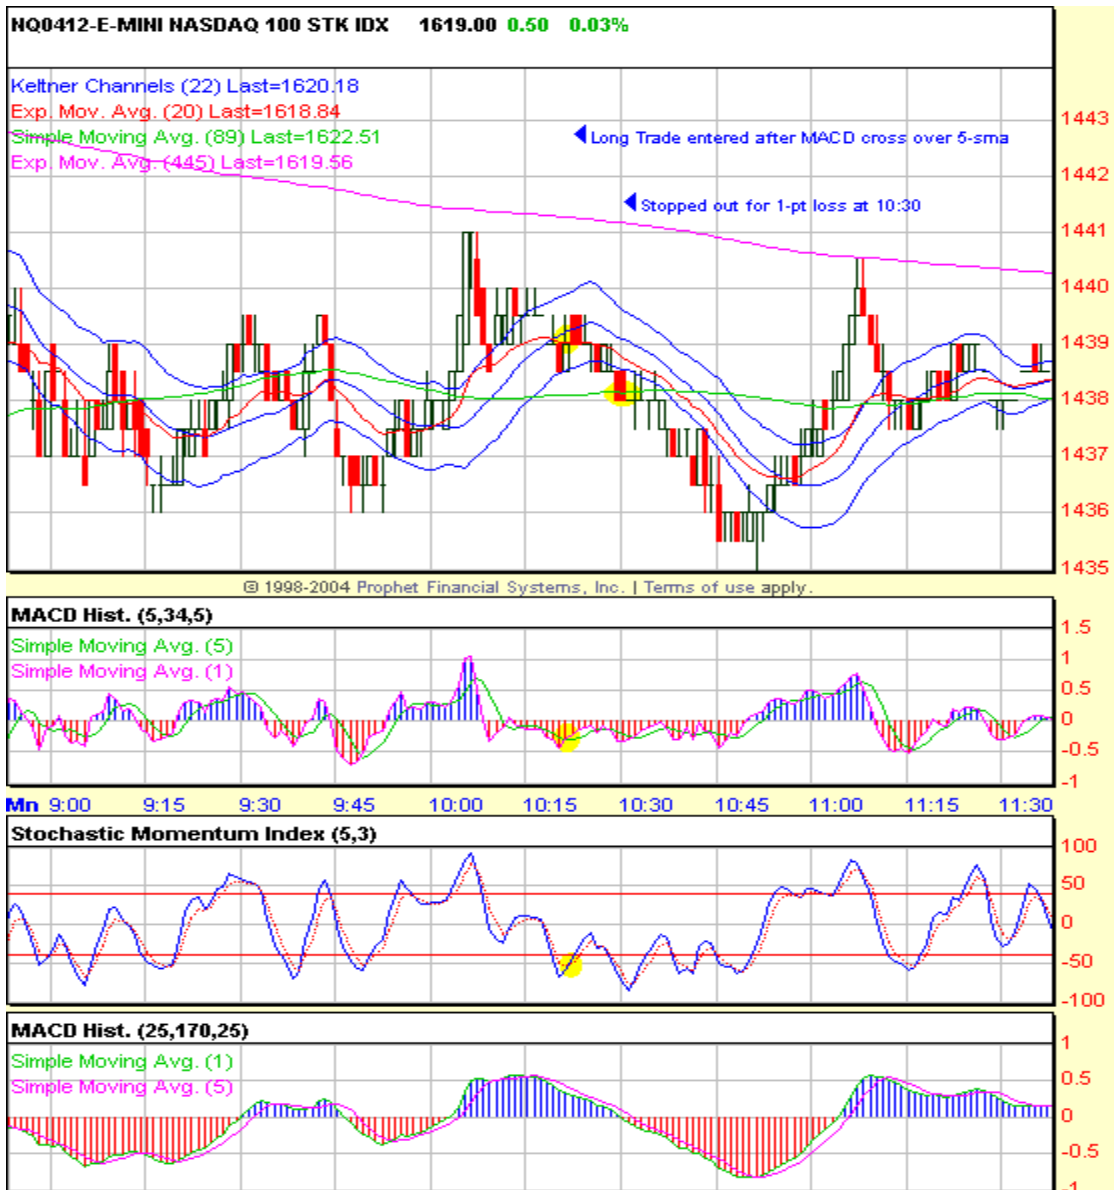 NQ0412-E-MINI NASDAQ 100 STK IDX 1619.00 0.50 0.03%
Keltner Channels (22) Last=1620.18
Exp. Mov. Avg. (20) Last=1618.84
Simple Moving Avg. (89) Last=1622.51
Exp. Mov. Avg. (445) Last=1619.56
Long Trade entered after MACD cross over 5-sma
Stopped out for 1-pt loss at 10:30
1443
1442
1441
1440
1439
1438
1437
1436
1435
© 1998-2004 Prophet Financial Systems, Inc. | Terms of use apply.
MACD Hist. (5,34,5)
Simple Moving Avg. (5)
Simple Moving Avg. (1)
1.5
1
0.5
0
-0.5
-1
Mn 9:00 9:15 9:30 9:45 10:00 10:15 10:30 10:45 11:00 11:15 11:30
Stochastic Momentum Index (5,3)
100
50
0
-50
-100
MACD Hist. (25,170,25)
Simple Moving Avg. (1)
Simple Moving Avg. (5)
1
0.5
0
-0.5
-1